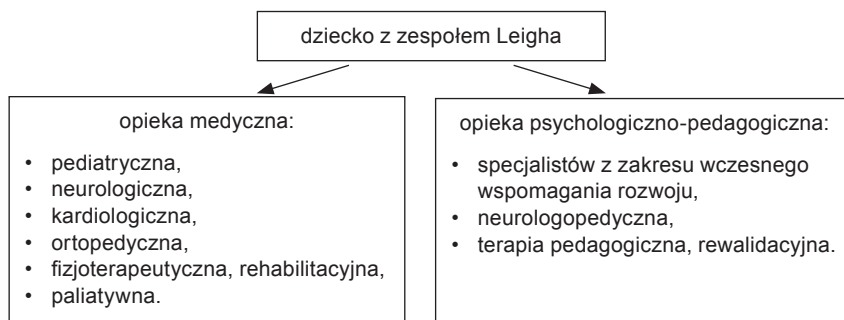 dziecko z zespołem Leigha
opieka medyczna:
• pediatryczna,
• neurologiczna,
• kardiologiczna,
• ortopedyczna,
• fizjoterapeutyczna, rehabilitacyjna,
• paliatywna.
opieka psychologiczno-pedagogiczna:
• specjalistów z zakresu wczesnego
wspomagania rozwoju,
• neurologopedyczna,
• terapia pedagogiczna, rewalidacyjna.